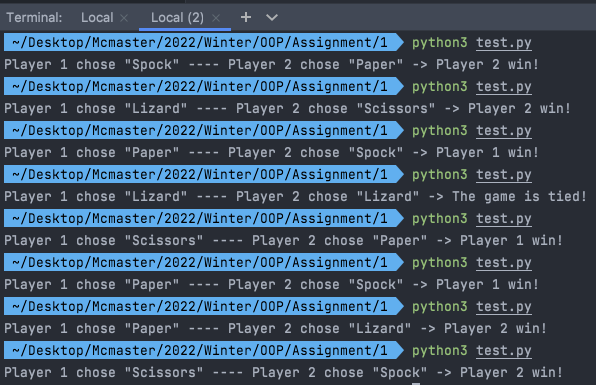 Terminal: Local × Local (2) × +
~/Desktop/Mcmaster/2022/Winter/OOP/Assignment/1 python3 test.py
Player 1 chose "Spock" ---- Player 2 chose "Paper" -> Player 2 win!
~/Desktop/Mcmaster/2022/Winter/OOP/Assignment/1 python3 test.py
Player 1 chose "Lizard" ---- Player 2 chose "Scissors" -> Player 2 win!
~/Desktop/Mcmaster/2022/Winter/OOP/Assignment/1 python3 test.py
Player 1 chose "Paper" ---- Player 2 chose "Spock" -> Player 1 win!
~/Desktop/Mcmaster/2022/Winter/OOP/Assignment/1 python3 test.py
Player 1 chose "Lizard" ---- Player 2 chose "Lizard" -> The game is tied!
~/Desktop/Mcmaster/2022/Winter/OOP/Assignment/1 python3 test.py
Player 1 chose "Scissors" ---- Player 2 chose "Paper" -> Player 1 win!
~/Desktop/Mcmaster/2022/Winter/OOP/Assignment/1 python3 test.py
Player 1 chose "Paper" ---- Player 2 chose "Spock" -> Player 1 win!
~/Desktop/Mcmaster/2022/Winter/OOP/Assignment/1 python3 test.py
Player 1 chose "Paper" ---- Player 2 chose "Lizard" -> Player 2 win!
~/Desktop/Mcmaster/2022/Winter/OOP/Assignment/1 python3 test.py
Player 1 chose "Scissors" ---- Player 2 chose "Spock" -> Player 2 win!